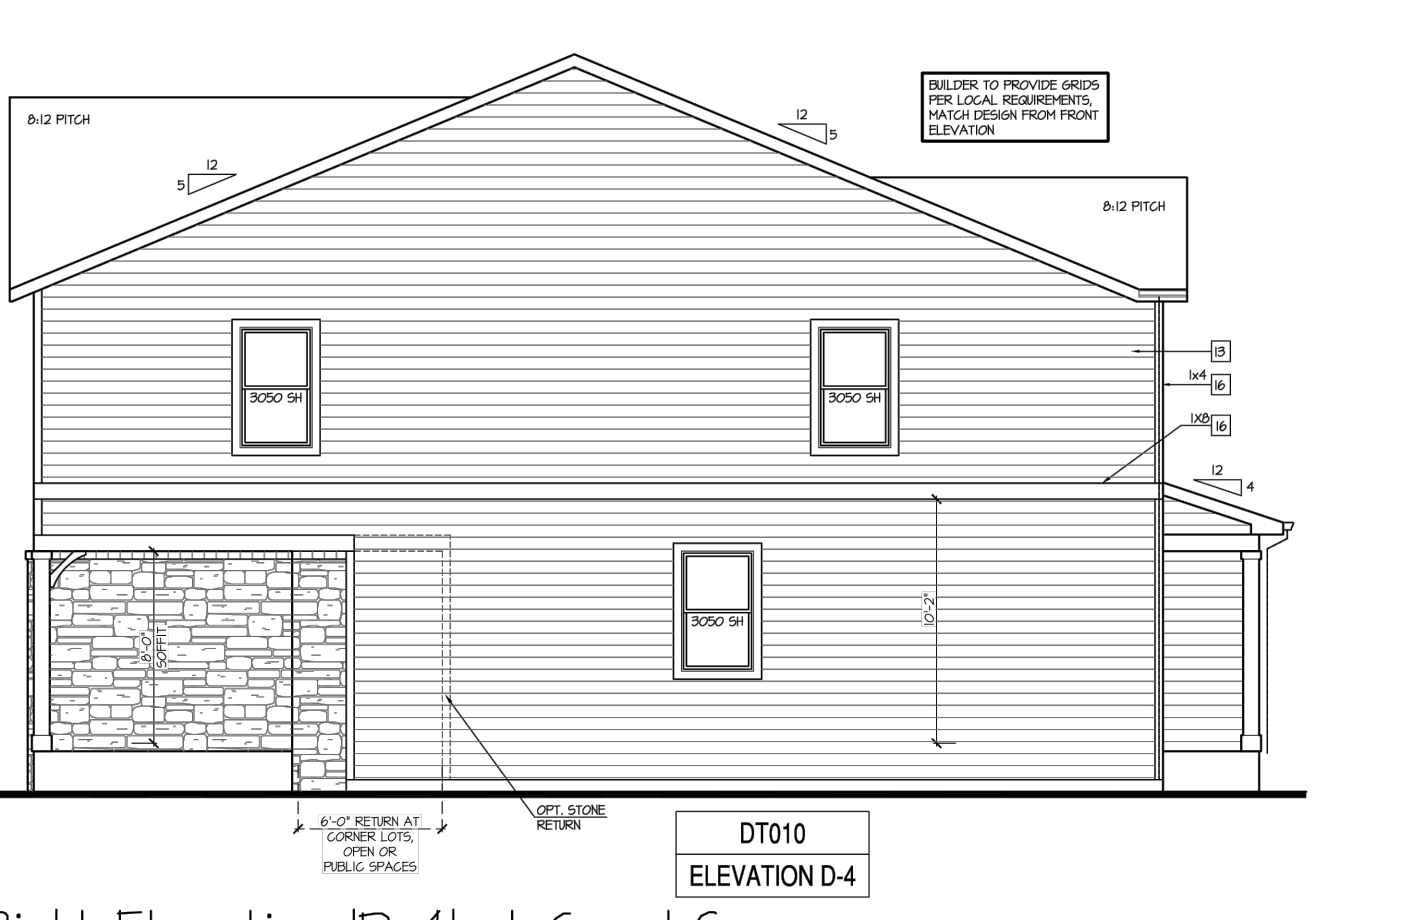 8:12 PITCH
12
5
12
5
BUILDER TO PROVIDE GRIDS
PER LOCAL REQUIREMENTS,
MATCH DESIGN FROM FRONT
ELEVATION
8:12 PITCH
3050 SH
3050 SH
13
1x4
16
1X8
16
12
4
8'-0"
SOFFIT
3050 SH
10'-2"
OPT. STONE
RETURN
6'-0" RETURN AT
CORNER LOTS,
OPEN OR
PUBLIC SPACES
DT010
ELEVATION D-4